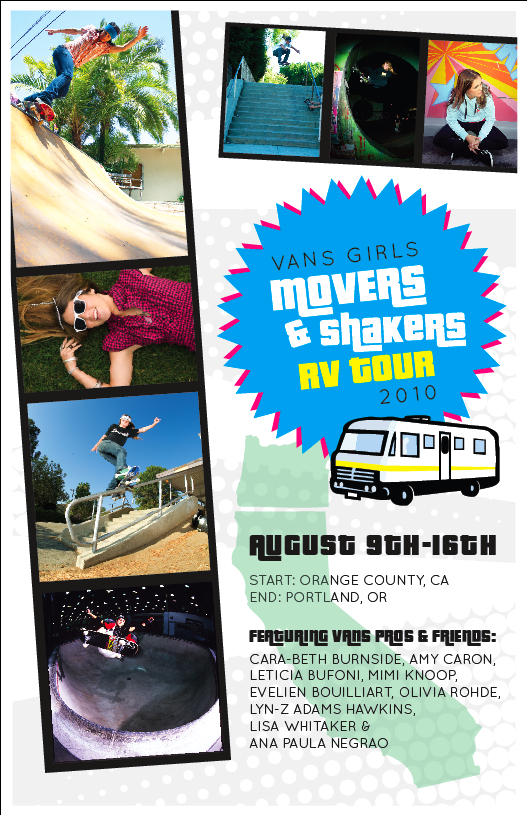 VANS GIRLS
MOVERS
& SHAKERS
RV TOUR
2010
AUGUST 9TH-16TH
START: ORANGE COUNTY, CA
END: PORTLAND, OR
FEATURING VANS PROS & FRIENDS:
CARA-BETH BURNSIDE, AMY CARON,
LETICIA BUFONI, MIMI KNOOP,
EVELIEN BOUILLIART, OLIVIA ROHDE,
LYN-Z ADAMS HAWKINS,
LISA WHITAKER &
ANA PAULA NEGRAO